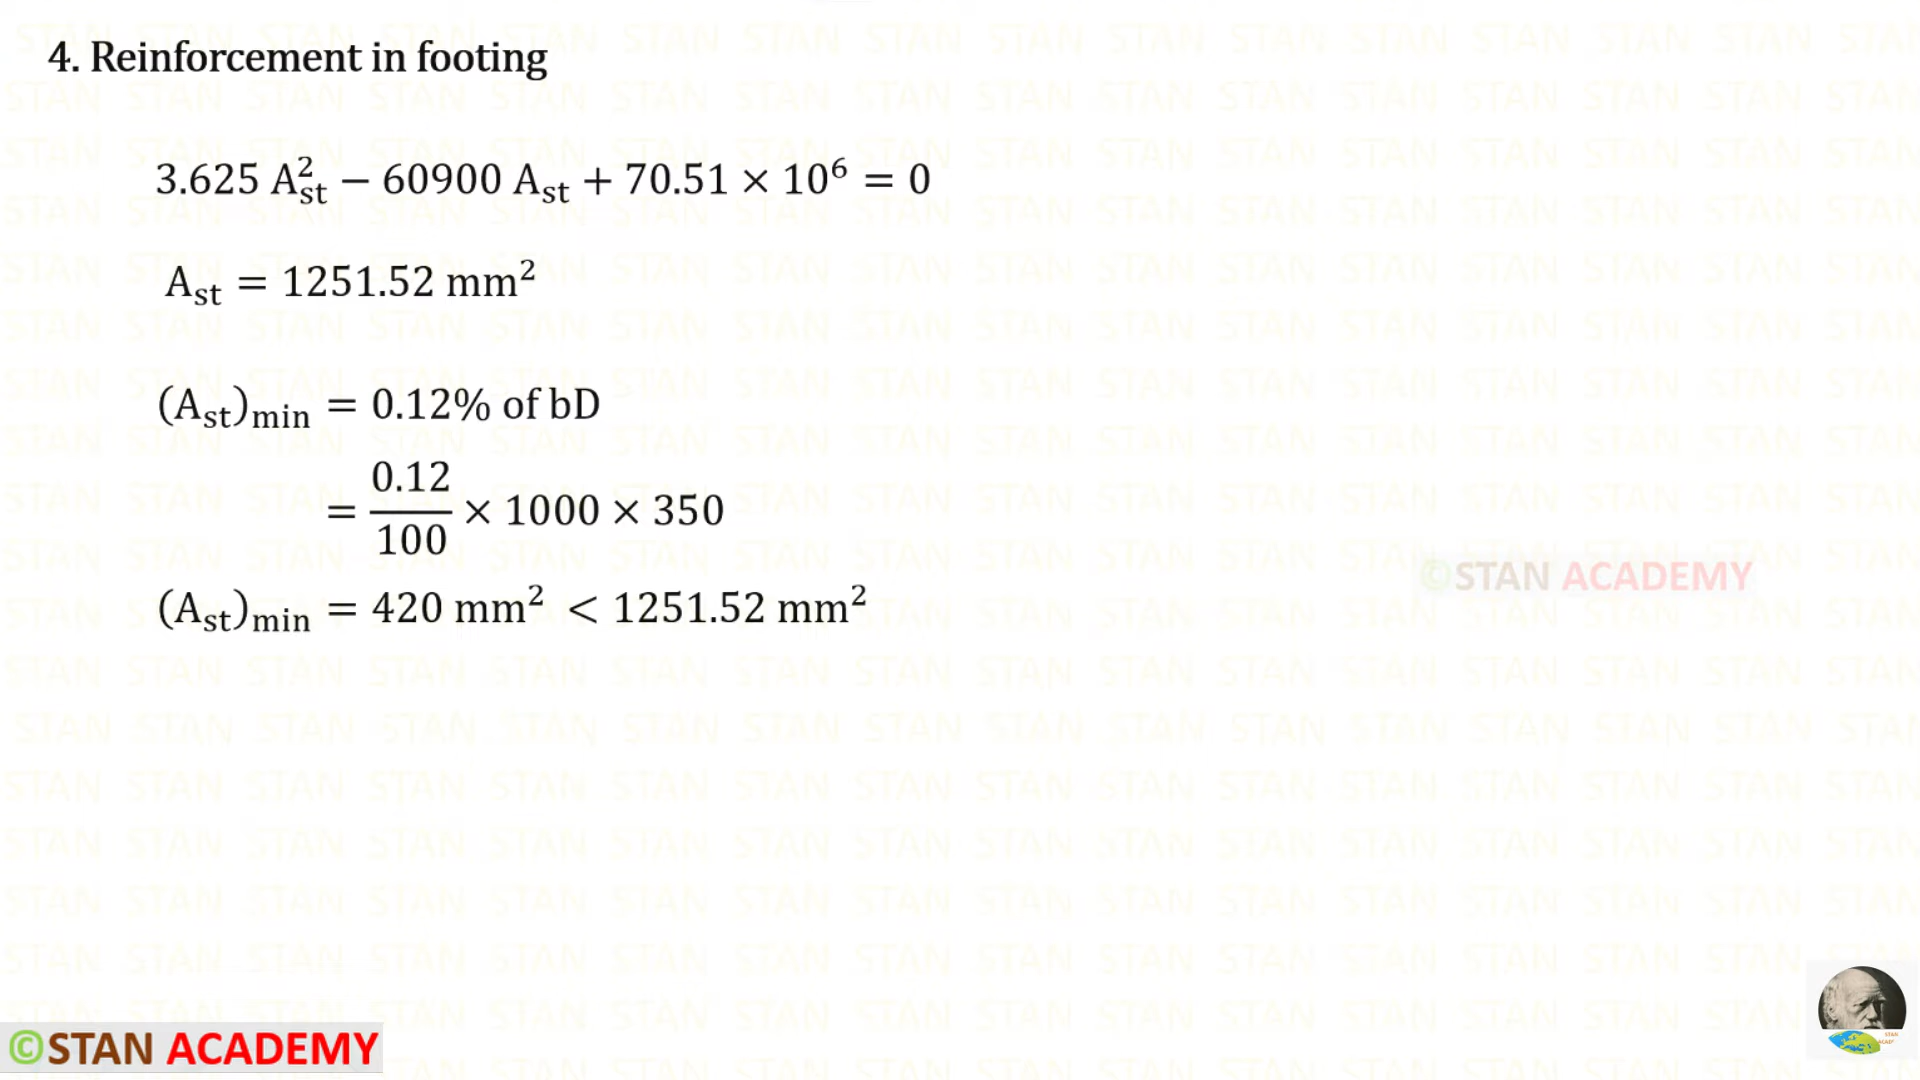 4. Reinforcement in footing
3.625 A²st − 60900 Ast + 70.51 × 10⁶ = 0
Ast = 1251.52 mm²
(Ast)min = 0.12% of bD
= 0.12/100 × 1000 × 350
(Ast)min = 420 mm² < 1251.52 mm²
©STAN ACADEMY
©STAN ACADEMY